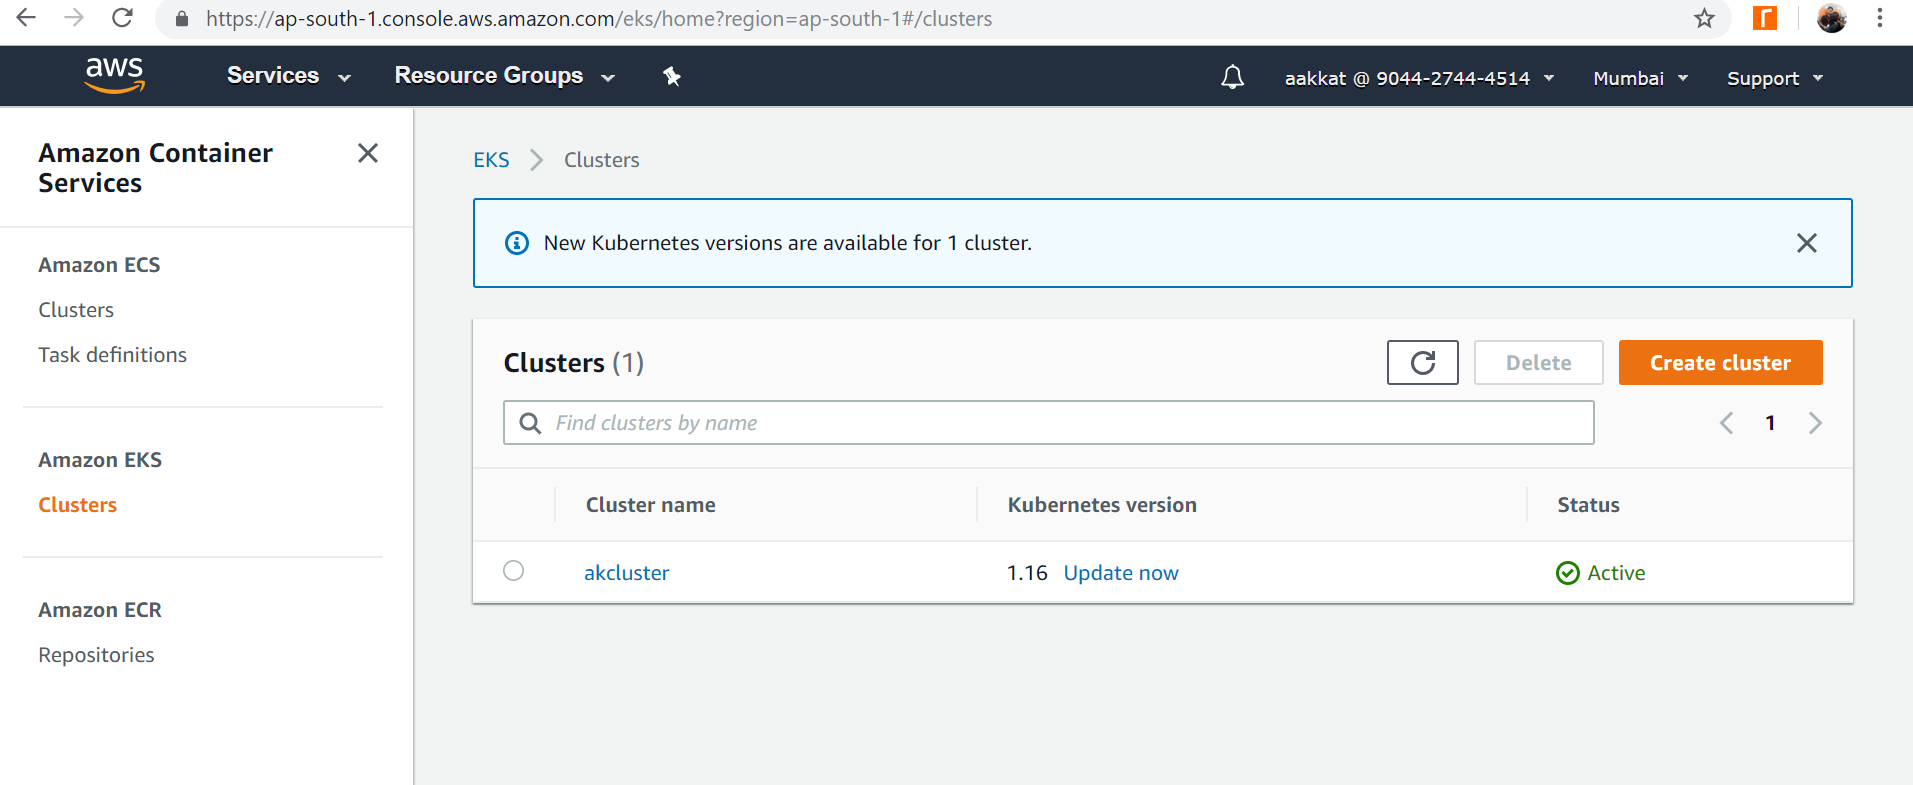 https://ap-south-1.console.aws.amazon.com/eks/home?region=ap-south-1#/clusters
aws Services Resource Groups aakkat @ 9044-2744-4514 Mumbai Support
Amazon Container
Services
Amazon ECS
Clusters
Task definitions
Amazon EKS
Clusters
Amazon ECR
Repositories
EKS Clusters
New Kubernetes versions are available for 1 cluster.
Clusters (1) Delete Create cluster
Find clusters by name 1
Cluster name Kubernetes version Status
akcluster 1.16 Update now Active